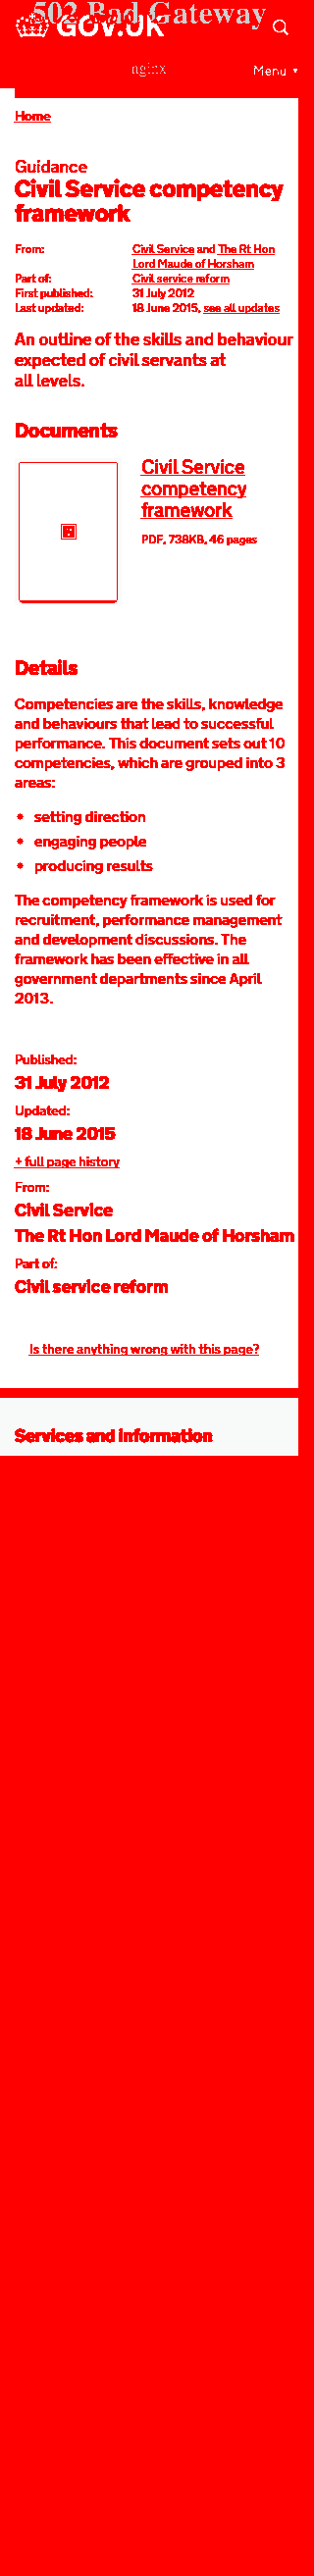 502 Bad Gateway
GOV.UK
nginx
Menu ▼
Home
Guidance
Civil Service competency
framework
From: Civil Service and The Rt Hon
Lord Maude of Horsham
Part of: Civil service reform
First published: 31 July 2012
Last updated: 18 June 2015, see all updates
An outline of the skills and behaviour
expected of civil servants at
all levels.
Documents
Civil Service
competency
framework
PDF, 738KB, 46 pages
Details
Competencies are the skills, knowledge
and behaviours that lead to successful
performance. This document sets out 10
competencies, which are grouped into 3
areas:
• setting direction
• engaging people
• producing results
The competency framework is used for
recruitment, performance management
and development discussions. The
framework has been effective in all
government departments since April
2013.
Published:
31 July 2012
Updated:
18 June 2015
+ full page history
From:
Civil Service
The Rt Hon Lord Maude of Horsham
Part of:
Civil service reform
Is there anything wrong with this page?
Services and information